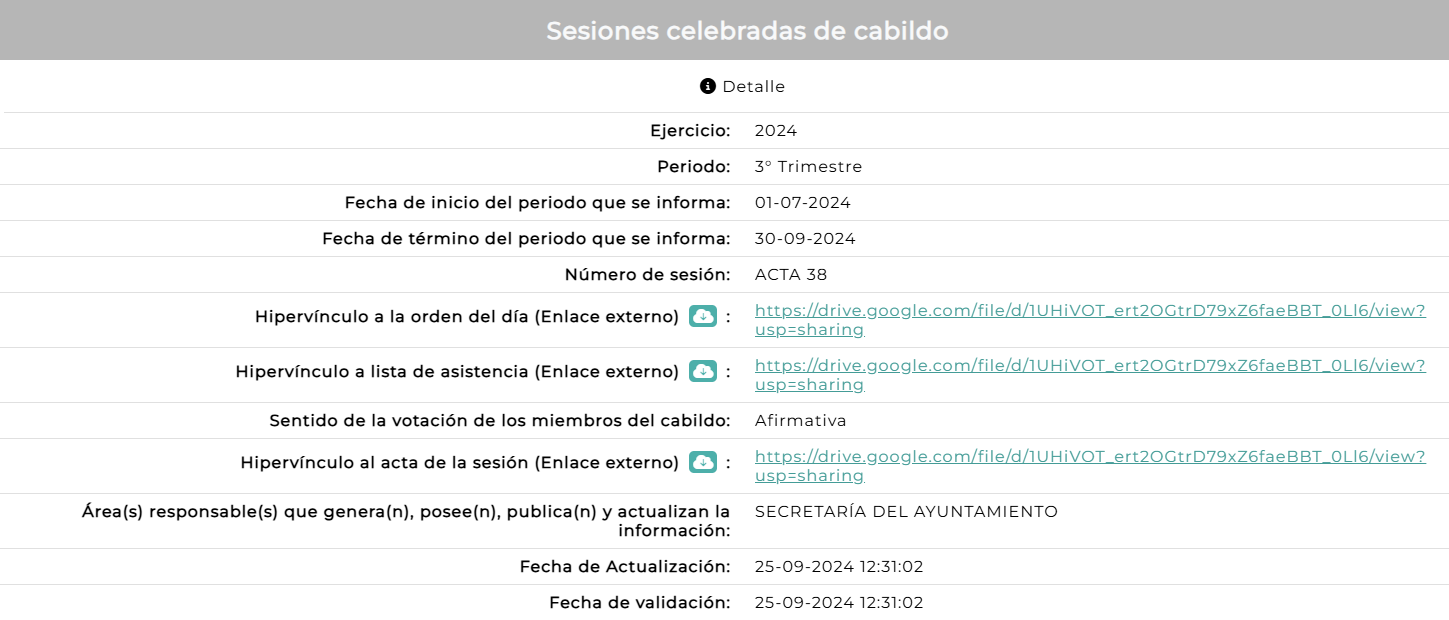 Sesiones celebradas de cabildo
Detalle
Ejercicio: 2024
Periodo: 3° Trimestre
Fecha de inicio del periodo que se informa: 01-07-2024
Fecha de término del periodo que se informa: 30-09-2024
Número de sesión: ACTA 38
Hipervínculo a la orden del día (Enlace externo) : https://drive.google.com/file/d/1UHiVOT_ert2OGtrD79xZ6faeBBT_0Ll6/view?
usp=sharing
Hipervínculo a lista de asistencia (Enlace externo) : https://drive.google.com/file/d/1UHiVOT_ert2OGtrD79xZ6faeBBT_0Ll6/view?
usp=sharing
Sentido de la votación de los miembros del cabildo: Afirmativa
Hipervínculo al acta de la sesión (Enlace externo) : https://drive.google.com/file/d/1UHiVOT_ert2OGtrD79xZ6faeBBT_0Ll6/view?
usp=sharing
Área(s) responsable(s) que genera(n), posee(n), publica(n) y actualizan la SECRETARÍA DEL AYUNTAMIENTO
información:
Fecha de Actualización: 25-09-2024 12:31:02
Fecha de validación: 25-09-2024 12:31:02